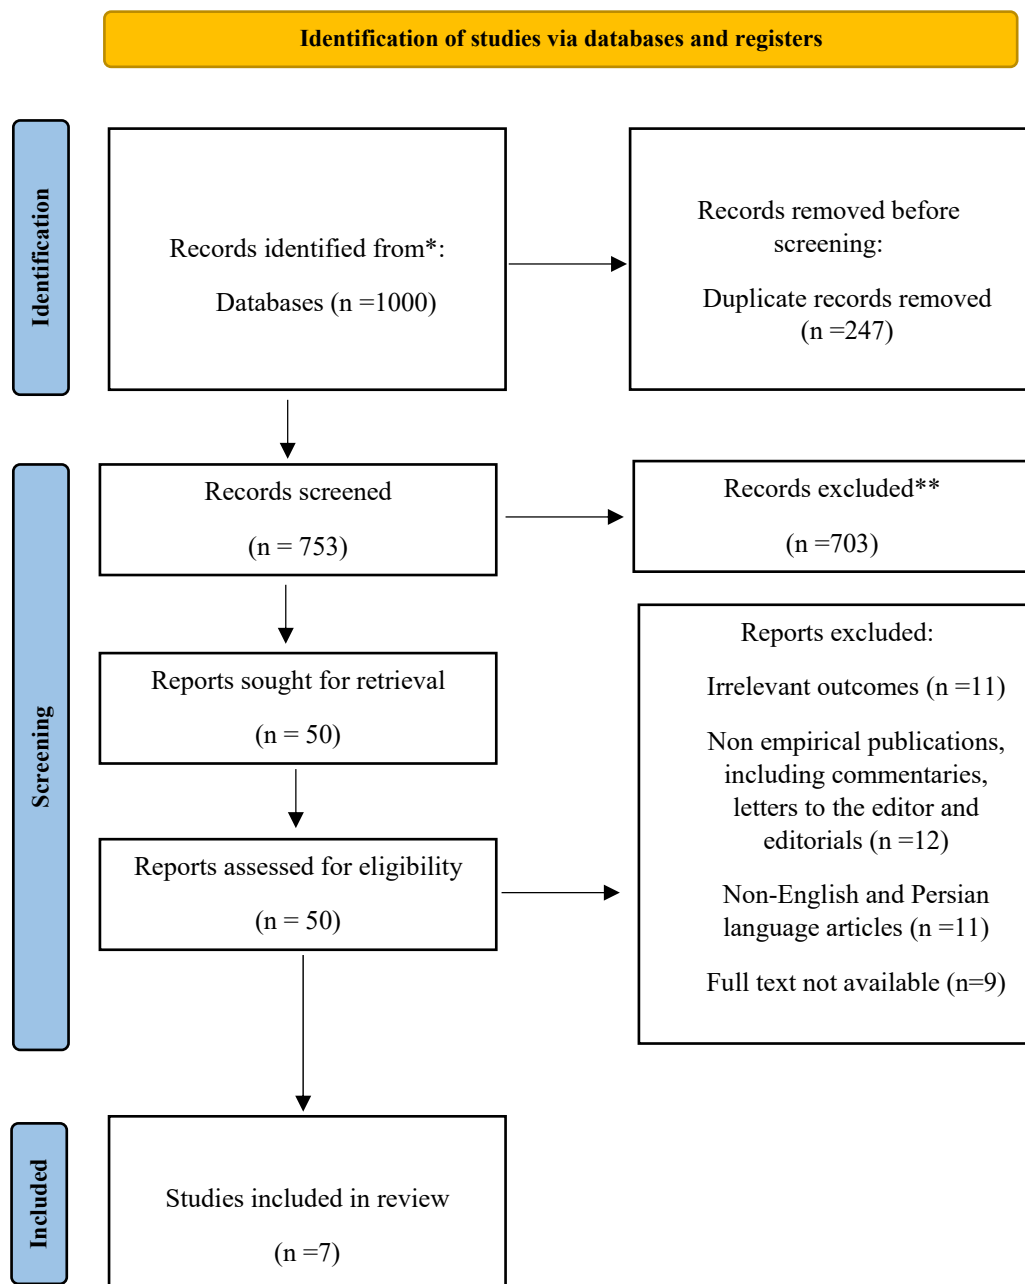 Identification of studies via databases and registers
Identification
Records identified from*:
Databases (n =1000)
Records removed before
screening:
Duplicate records removed
(n =247)
Screening
Records screened
(n = 753)
Records excluded**
(n =703)
Reports sought for retrieval
(n = 50)
Reports assessed for eligibility
(n = 50)
Reports excluded:
Irrelevant outcomes (n =11)
Non empirical publications,
including commentaries,
letters to the editor and
editorials (n =12)
Non-English and Persian
language articles (n =11)
Full text not available (n=9)
Included
Studies included in review
(n =7)